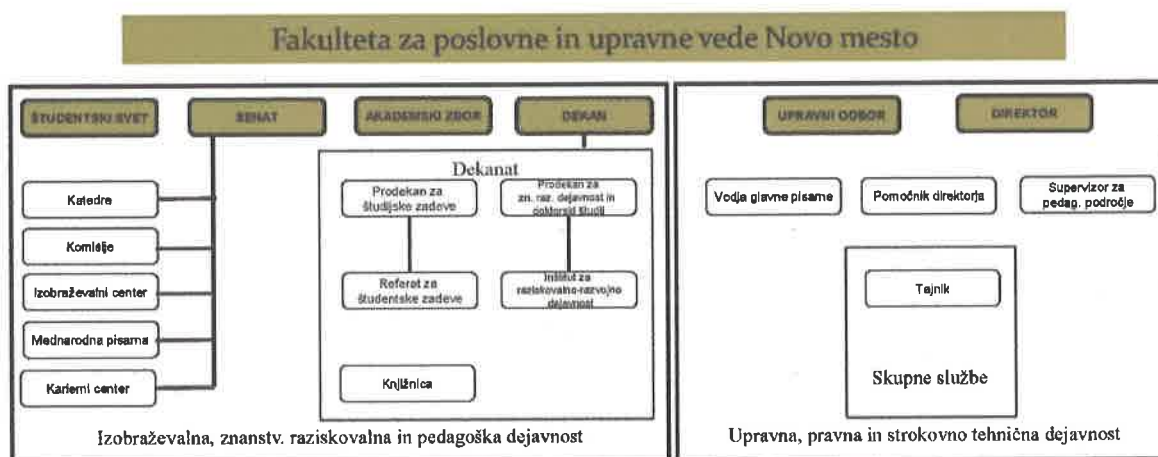 Fakulteta za poslovne in upravne vede Novo mesto
ŠTUDENTSKI SVET
SENAT
AKADEMSKI ZBOR
DEKAN
UPRAVNI ODBOR
DIREKTOR
Dekanat
Katedre
Komisije
Izobraževalni center
Mednarodna pisarna
Karierni center
Prodekan za
študijske zadeve
Prodekan za
zn. raz. dejavnost in
doktorski študij
Referat za
študentske zadeve
Inštitut za
raziskovalno-razvojno
dejavnost
Knjižnica
Izobraževalna, znanstv. raziskovalna in pedagoška dejavnost
Vodja glavne pisarne
Pomočnik direktorja
Supervizor za
pedag. področje
Tajnik
Skupne službe
Upravna, pravna in strokovno tehnična dejavnost